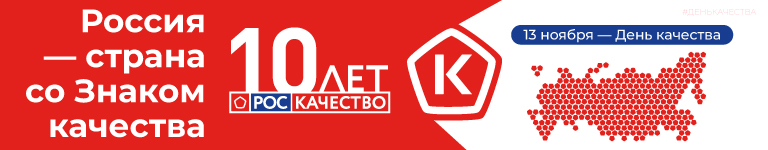 Россия
— страна
со Знаком
качества
10 ЛЕТ
РОС КАЧЕСТВО
К
#ДЕНЬКАЧЕСТВА
13 ноября — День качества